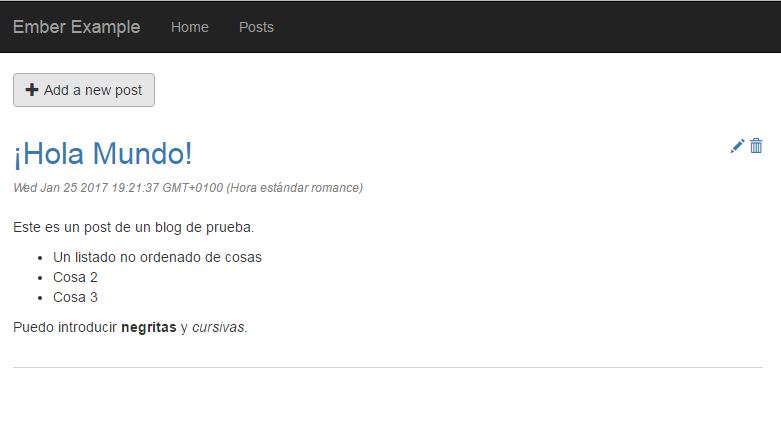 Ember Example Home Posts
Add a new post
¡Hola Mundo!
Wed Jan 25 2017 19:21:37 GMT+0100 (Hora estándar romance)
Este es un post de un blog de prueba.
Un listado no ordenado de cosas
Cosa 2
Cosa 3
Puedo introducir negritas y cursivas.